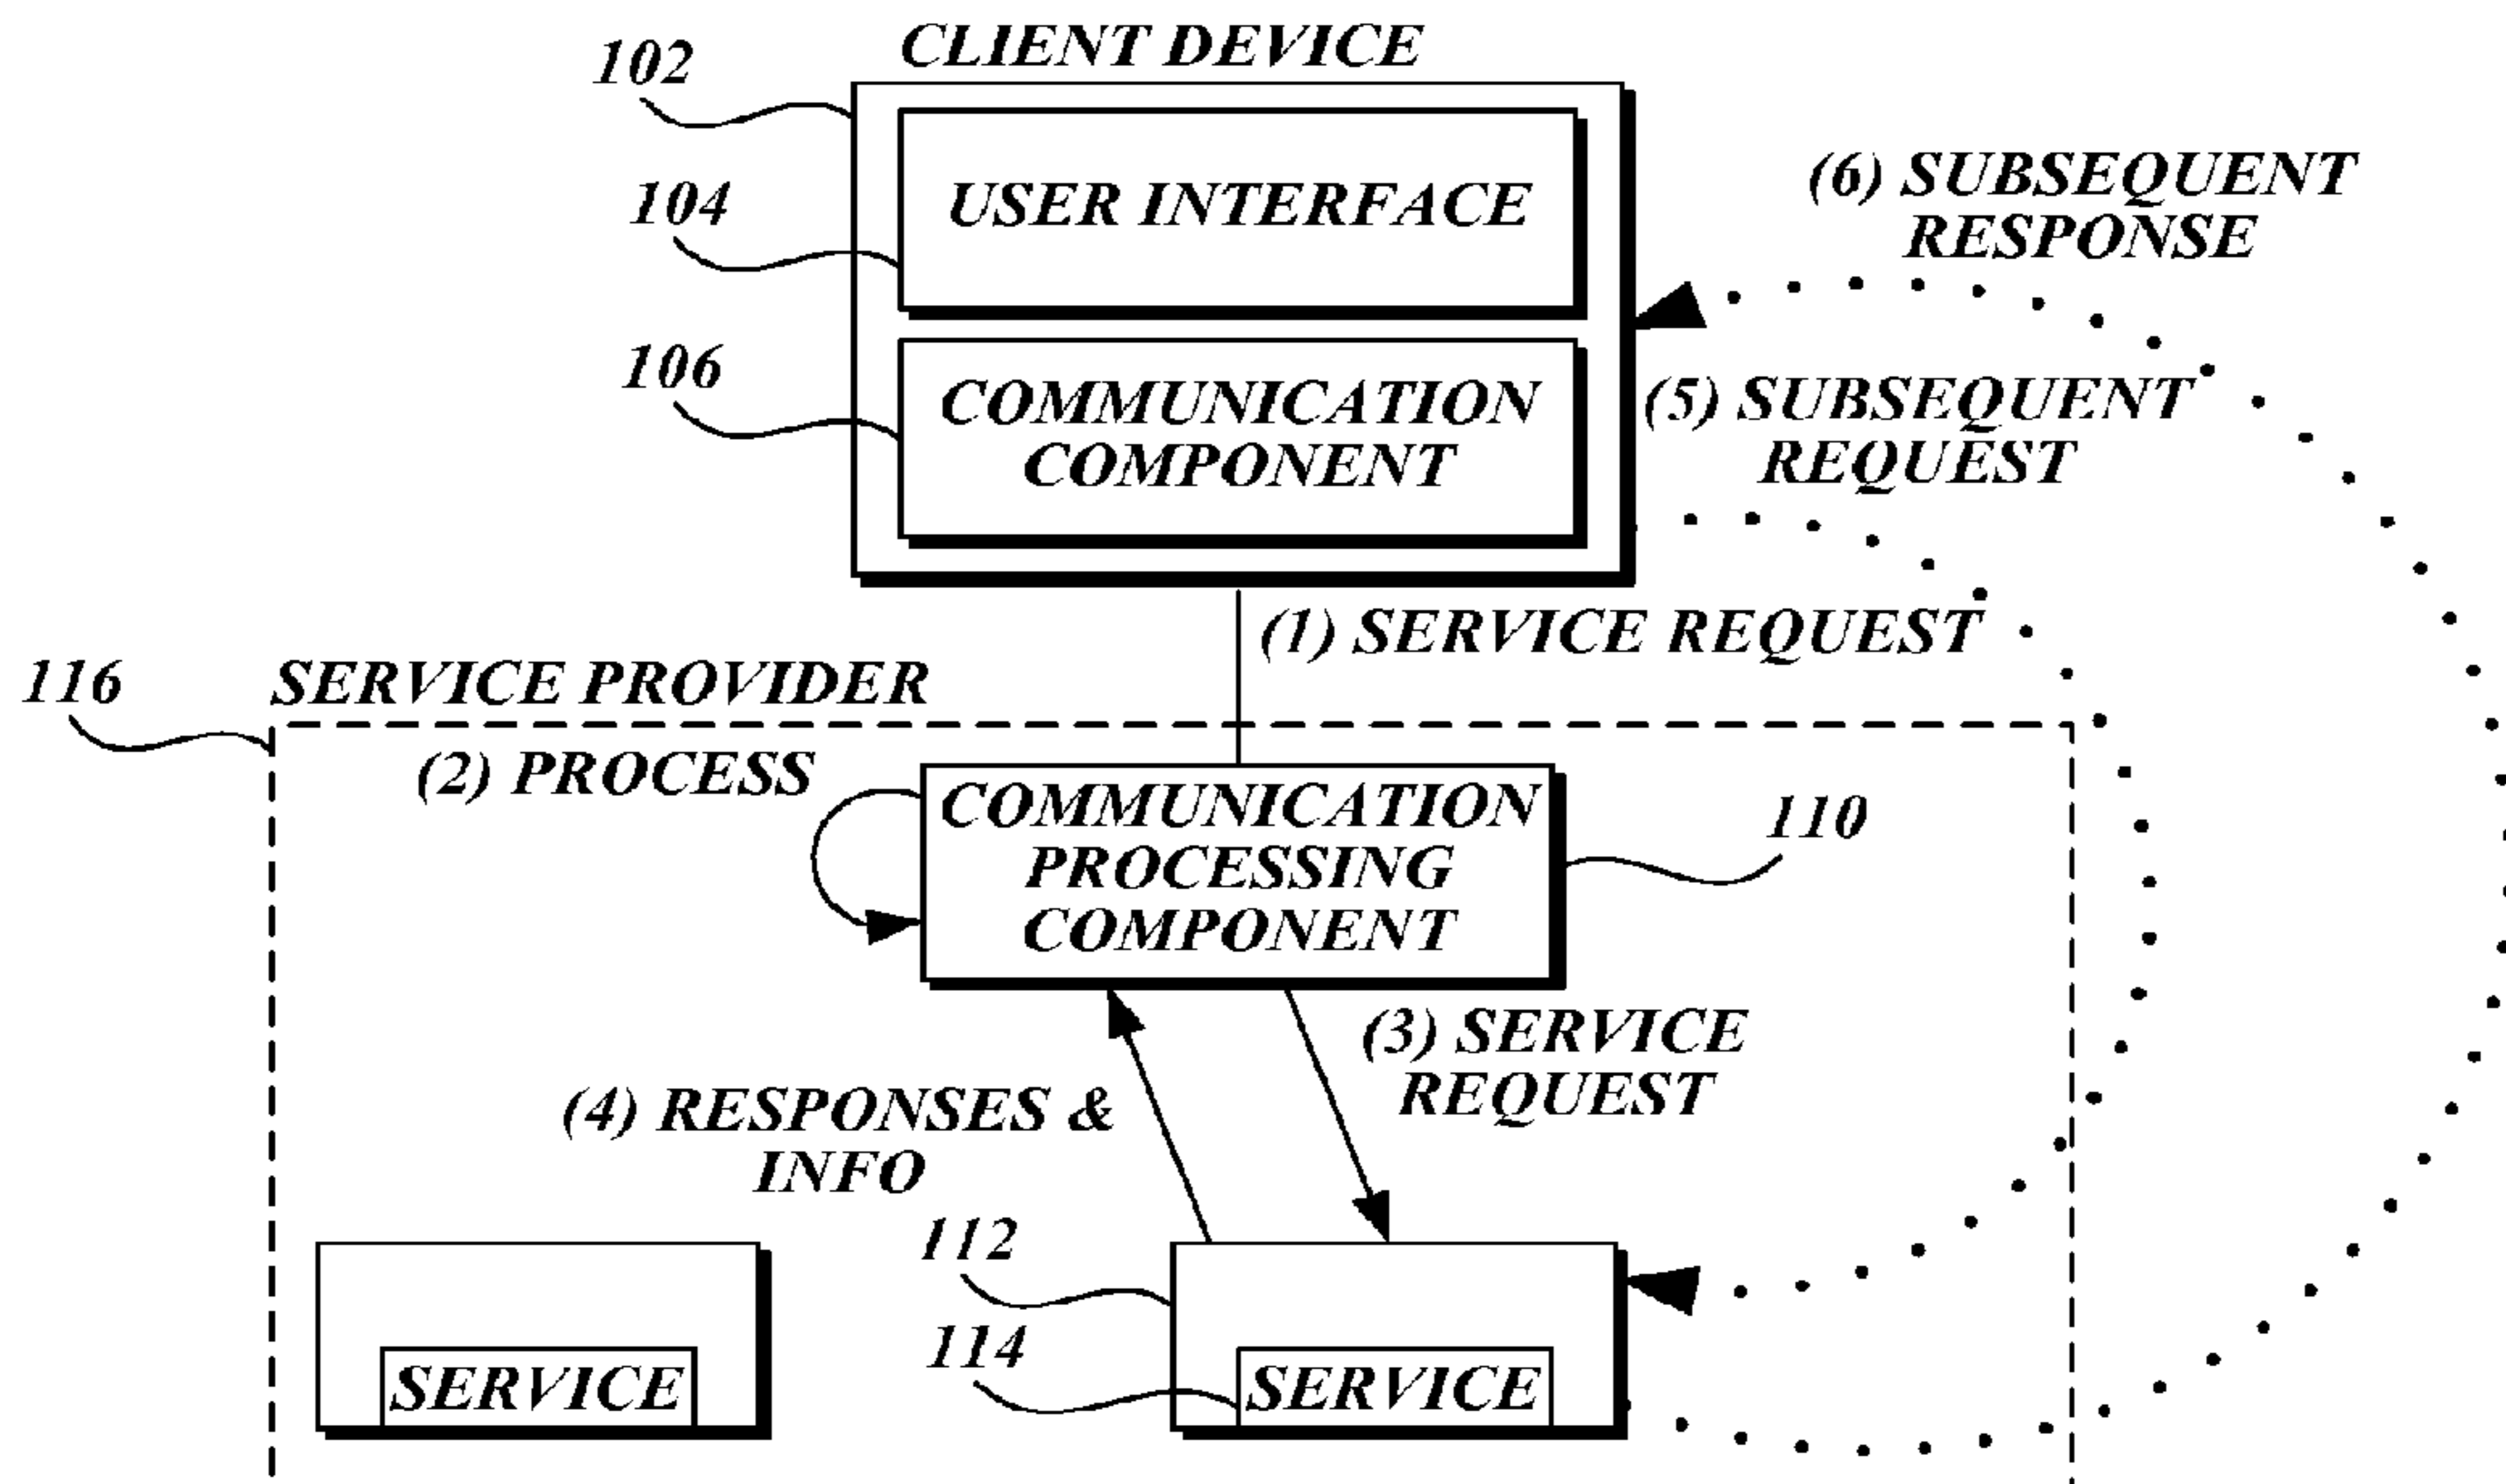 CLIENT DEVICE
102
104
USER INTERFACE
(6) SUBSEQUENT
RESPONSE
106
COMMUNICATION
COMPONENT
(5) SUBSEQUENT
REQUEST
(1) SERVICE REQUEST
116
SERVICE PROVIDER
(2) PROCESS
COMMUNICATION
PROCESSING
COMPONENT
110
(3) SERVICE
REQUEST
(4) RESPONSES &
INFO
112
114
SERVICE
SERVICE